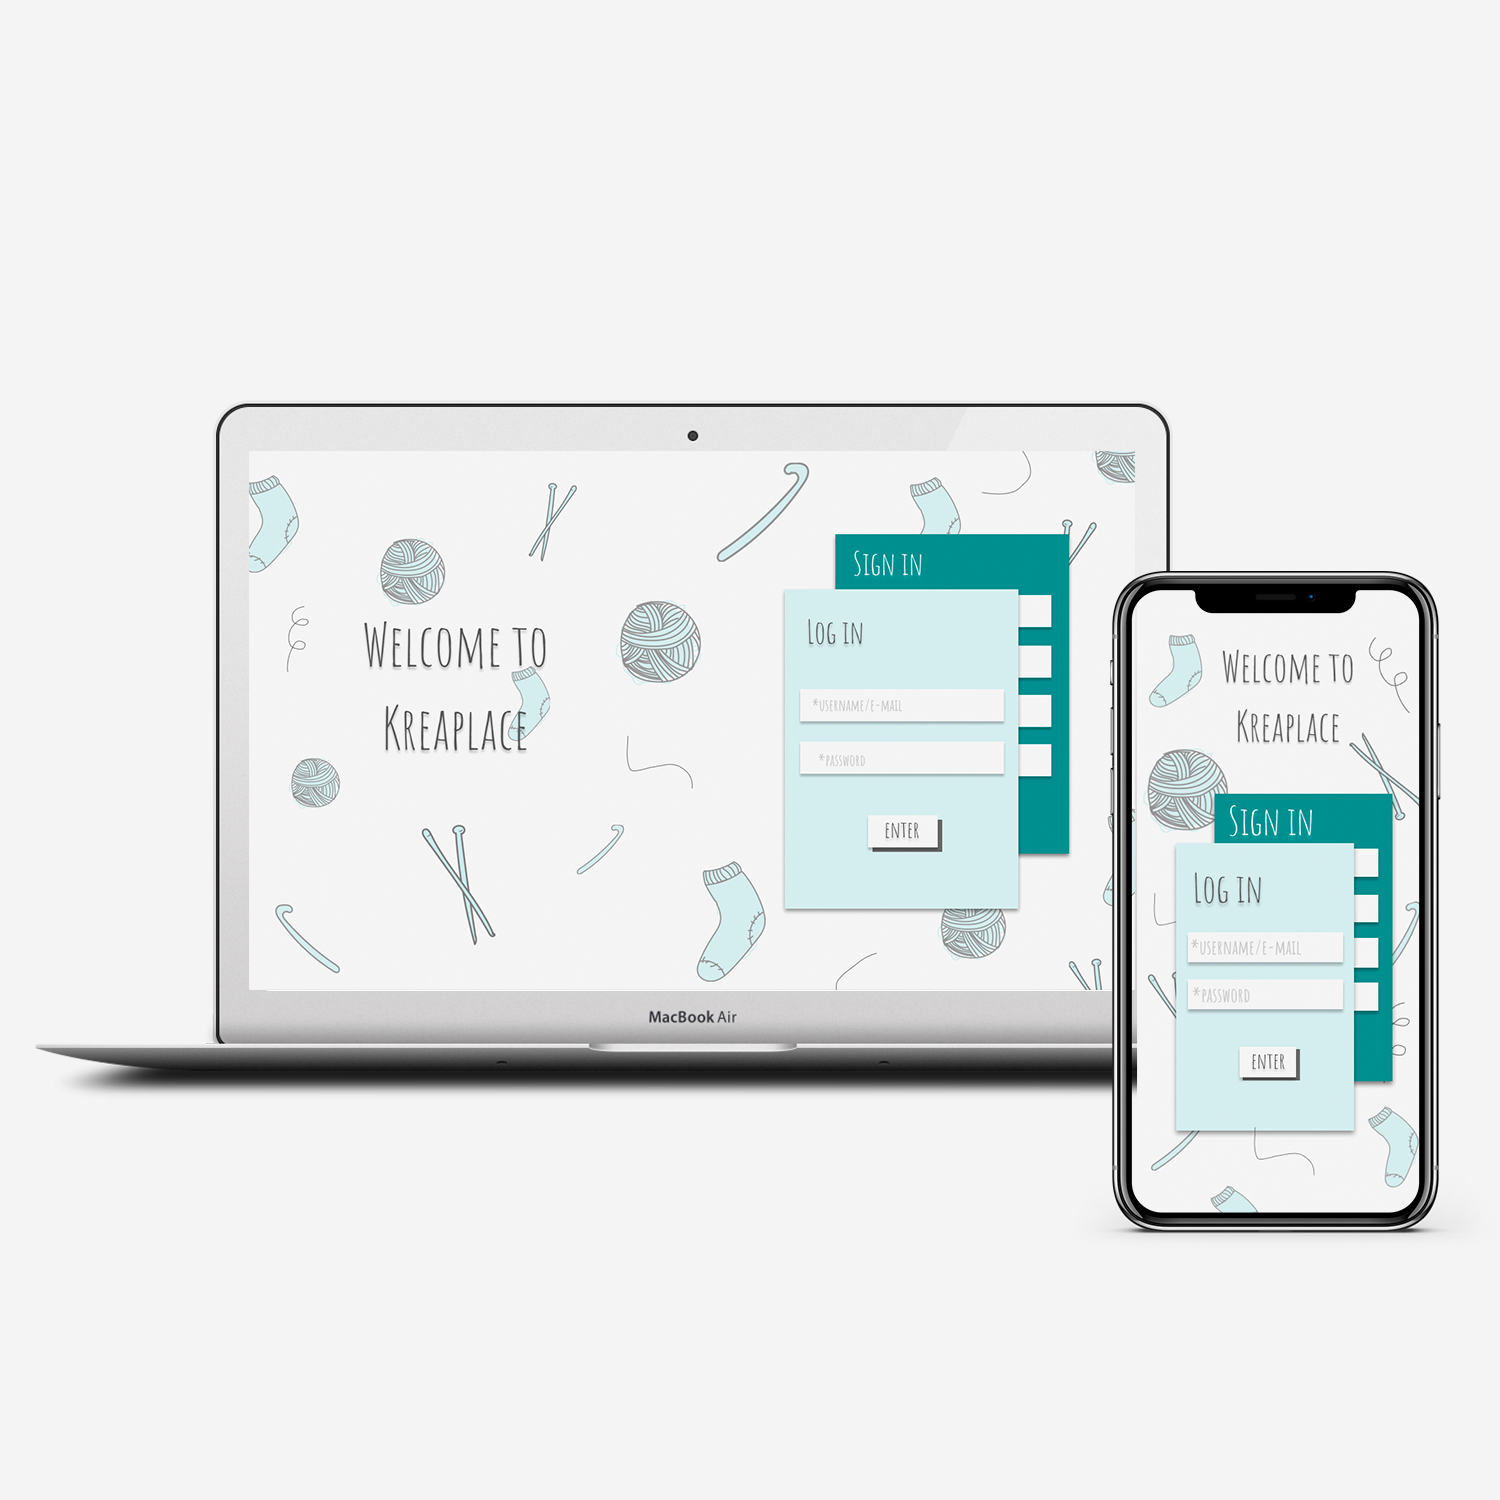 Welcome to
Kreaplace
Sign in
Log in
*username/e-mail
*password
Enter
MacBook Air
Welcome to
Kreaplace
Sign in
Log in
*username/e-mail
*password
Enter